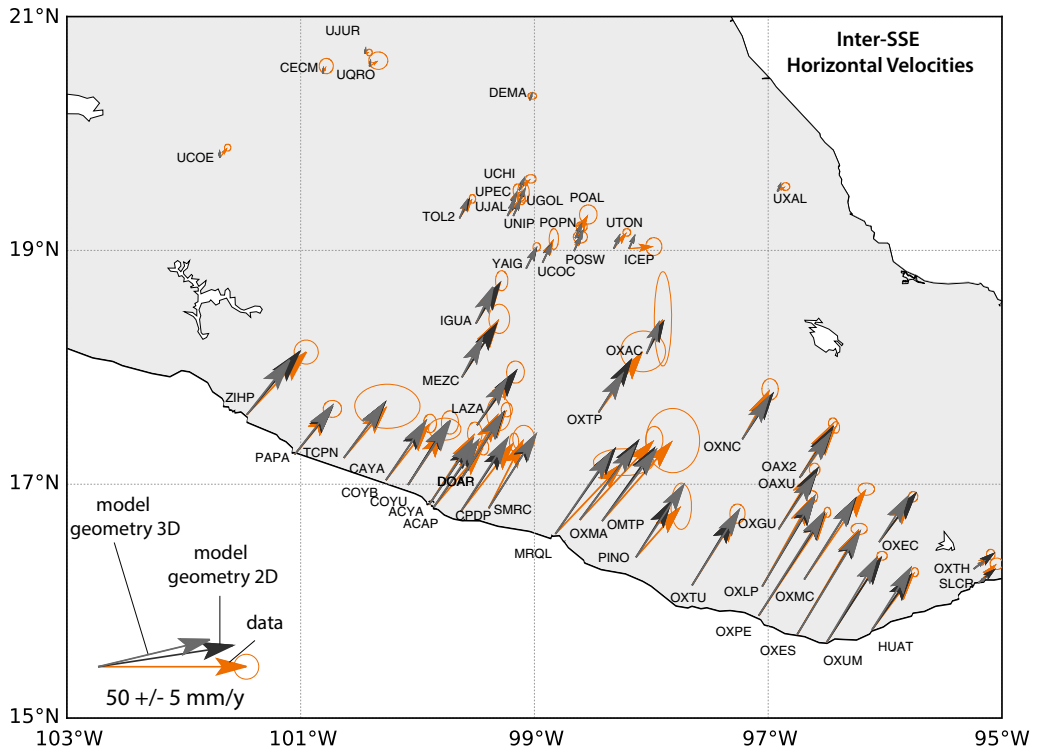 21°N
Inter-SSE
Horizontal Velocities
UJUR
CECM
UQRO
DEMA
UCOE
UCHI
UPEC
UXAL
UJAL
UGOL
POAL
TOL2
UNIP
POPN
UTON
19°N
YAIG
UCOC
POSW
ICEP
IGUA
OXAC
MEZC
ZIHP
LAZA
OXTP
OXNC
PAPA
TCPN
CAYA
DOAR
OAX2
OXAU
17°N
COYB
COYU
ACYA
ACAP
CPDP
SMRC
OXMA
OMTP
OXGU
MRQL
PINO
OXEC
OXTH
SLCR
OXTU
OXLP
OXMC
OXPE
OXES
OXUM
HUAT
model
geometry 3D
model
geometry 2D
data
50 +/- 5 mm/y
15°N
103°W
101°W
99°W
97°W
95°W